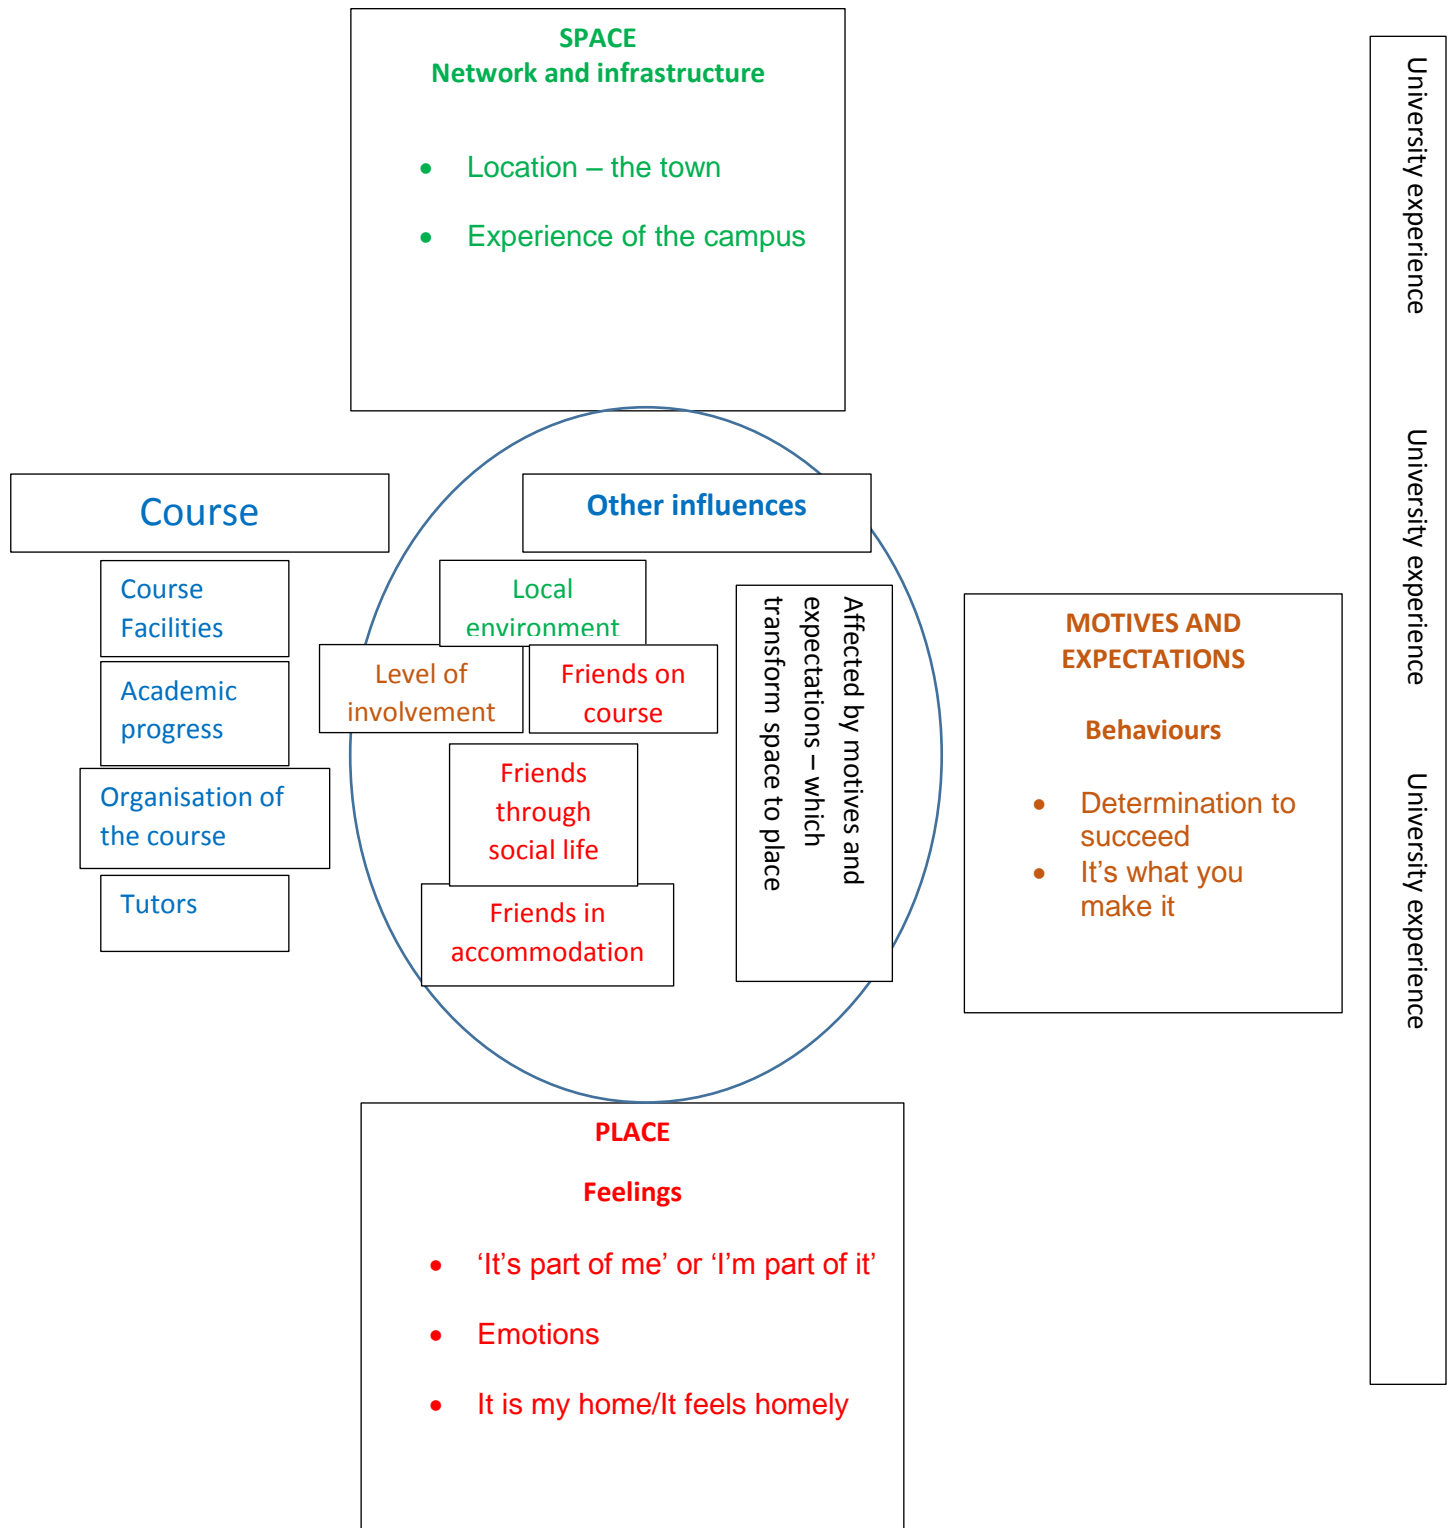 SPACE
Network and infrastructure
• Location – the town
• Experience of the campus
Course
Course
Facilities
Academic
progress
Organisation of
the course
Tutors
Other influences
Local
environment
Level of
involvement
Friends on
course
Friends
through
social life
Friends in
accommodation
Affected by motives and
expectations – which
transform space to place
MOTIVES AND
EXPECTATIONS
Behaviours
• Determination to
succeed
• It’s what you
make it
University experience
University experience
University experience
PLACE
Feelings
• ‘It’s part of me’ or ‘I’m part of it’
• Emotions
• It is my home/It feels homely